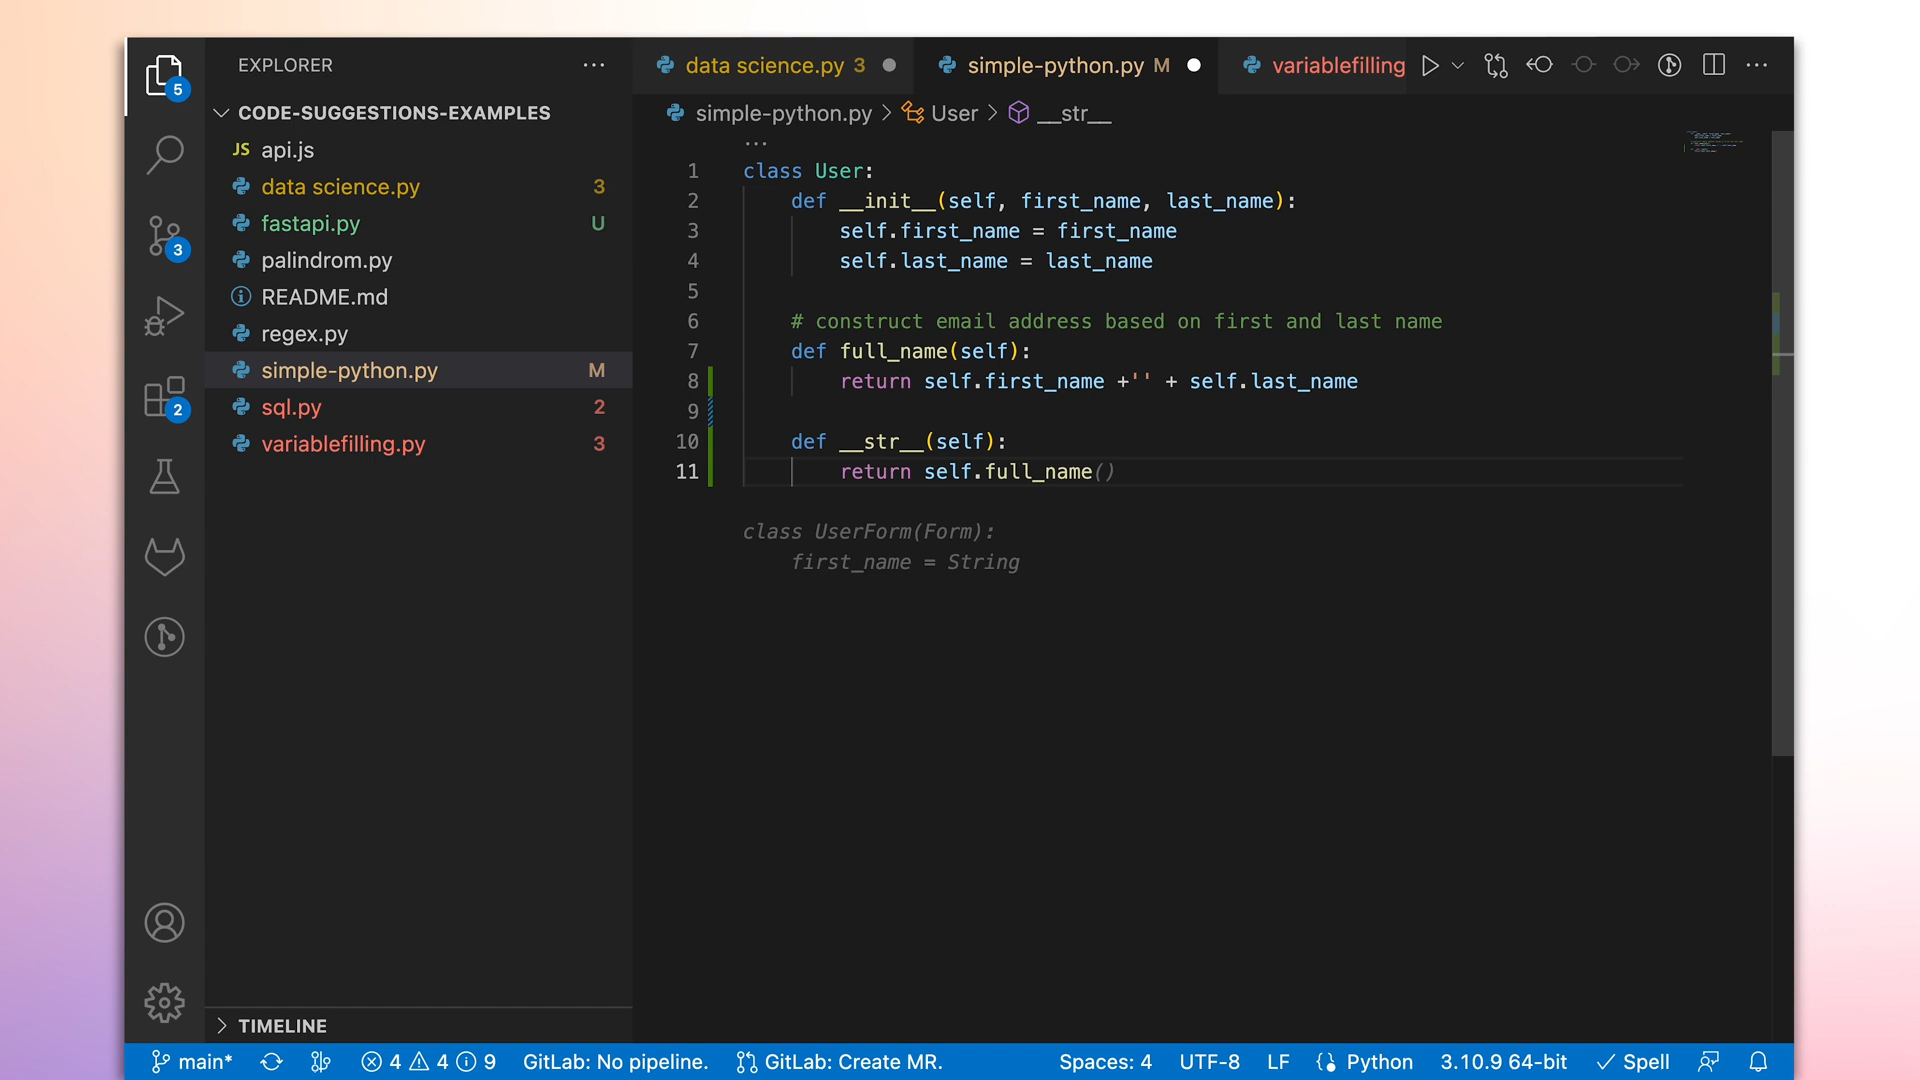 EXPLORER
···
5
CODE-SUGGESTIONS-EXAMPLES
JS api.js
data science.py 3
fastapi.py U
palindrom.py
README.md
regex.py
simple-python.py M
sql.py 2
variablefilling.py 3
3
2
TIMELINE
data science.py 3
simple-python.py M
variablefilling
···
simple-python.py > User > __str__
···
1 class User:
2     def __init__(self, first_name, last_name):
3         self.first_name = first_name
4         self.last_name = last_name
5
6     # construct email address based on first and last name
7     def full_name(self):
8         return self.first_name +'' + self.last_name
9
10     def __str__(self):
11         return self.full_name()
class UserForm(Form):
    first_name = String
main* 4 4 9 GitLab: No pipeline. GitLab: Create MR. Spaces: 4 UTF-8 LF Python 3.10.9 64-bit Spell